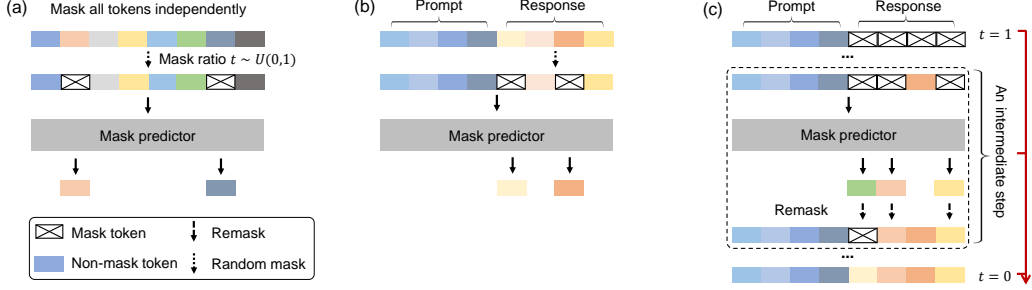 (a)
Mask all tokens independently
Mask ratio t ~ U(0,1)
Mask predictor
Mask token
Non-mask token
Remask
Random mask
(b)
Prompt
Response
Mask predictor
(c)
Prompt
Response
t = 1
...
Mask predictor
Remask
An intermediate step
...
t = 0